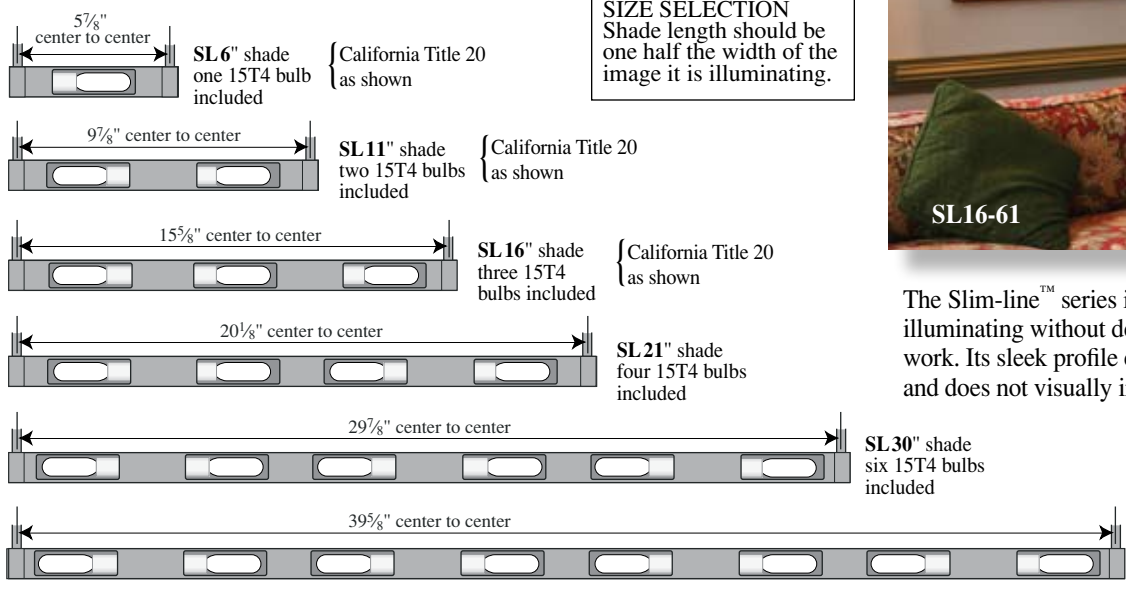 5⅞"
center to center
SL6" shade
one 15T4 bulb
included
California Title 20
as shown
SIZE SELECTION
Shade length should be
one half the width of the
image it is illuminating.
9⅞" center to center
SL11" shade
two 15T4 bulbs
included
California Title 20
as shown
SL16-61
15⅝" center to center
SL16" shade
three 15T4
bulbs included
California Title 20
as shown
The Slim-line™ series i
illuminating without de
work. Its sleek profile
and does not visually i
20⅛" center to center
SL21" shade
four 15T4 bulbs
included
29⅞" center to center
SL30" shade
six 15T4 bulbs
included
39⅝" center to center